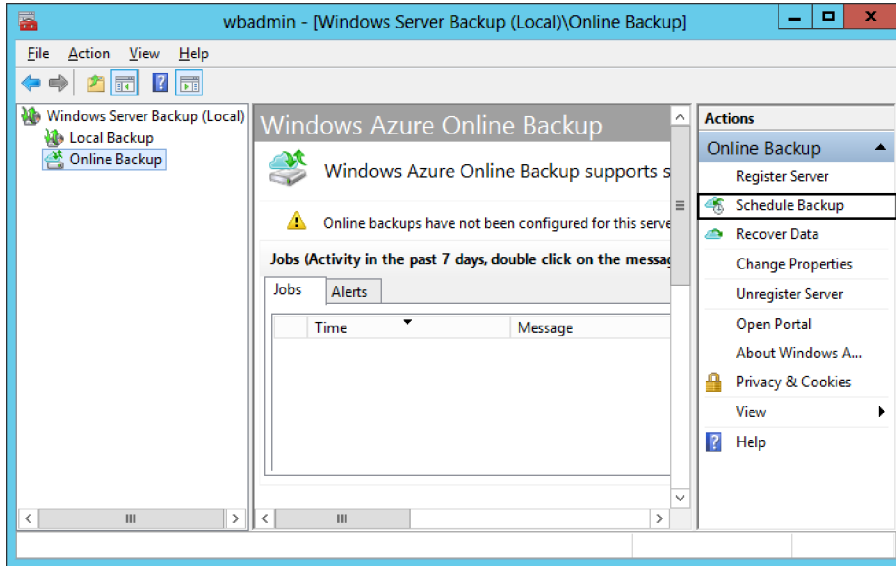 wbadmin - [Windows Server Backup (Local)\Online Backup]
File Action View Help
Windows Server Backup (Local)
Local Backup
Online Backup
Windows Azure Online Backup
Windows Azure Online Backup supports s
Online backups have not been configured for this serve
Jobs (Activity in the past 7 days, double click on the messag
Jobs Alerts
Time Message
Actions
Online Backup
Register Server
Schedule Backup
Recover Data
Change Properties
Unregister Server
Open Portal
About Windows A...
Privacy & Cookies
View
Help